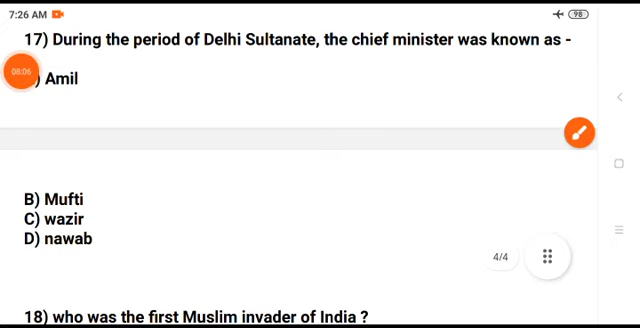 7:26 AM
98
17) During the period of Delhi Sultanate, the chief minister was known as -
08:06
) Amil
B) Mufti
C) wazir
D) nawab
4/4
18) who was the first Muslim invader of India ?